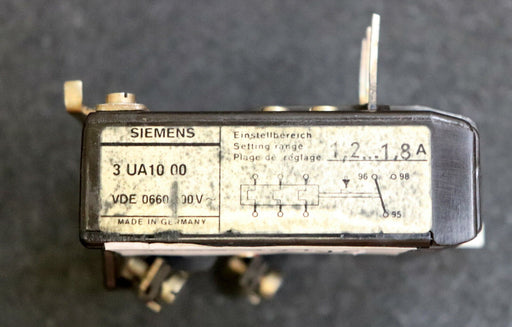 SIEMENS
3 UA10 00
VDE 0660
MADE IN GERMANY
Einstellbereich
Setting range
Plage de réglage 1,2...1,8 A
96 98
95